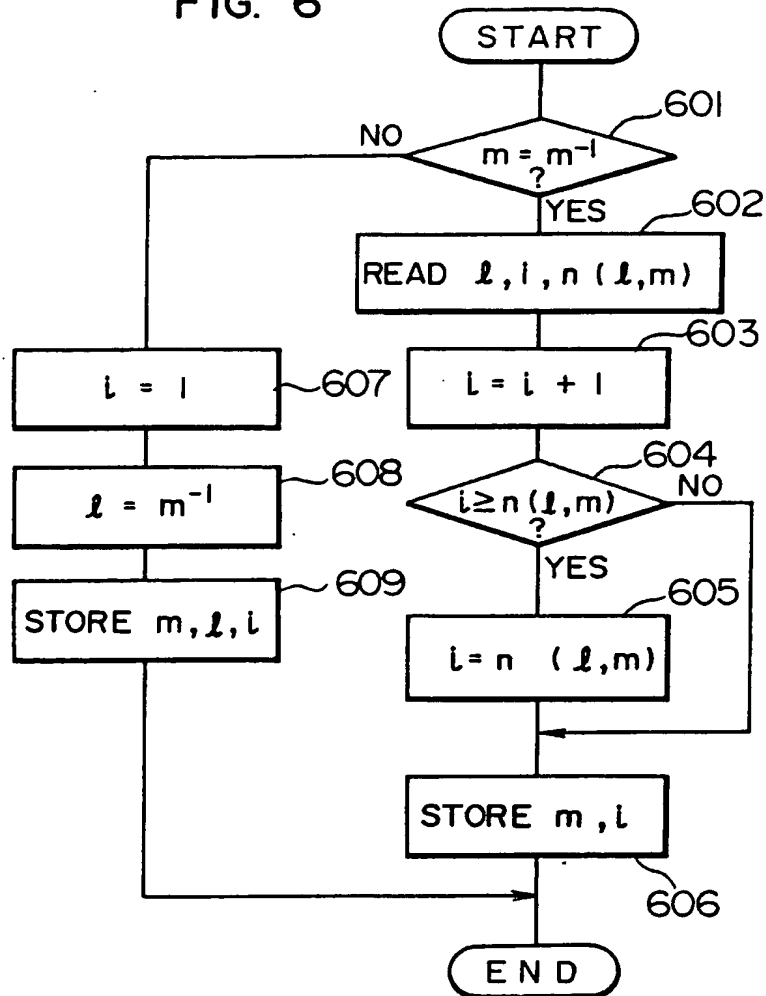 FIG. 6
START
601
NO
m = m⁻¹
?
YES
602
READ ℓ, i, n (ℓ,m)
603
i = i + 1
i = 1
607
604
i ≥ n (ℓ,m)
?
NO
ℓ = m⁻¹
608
YES
609
STORE m, ℓ, i
605
i = n (ℓ,m)
STORE m, i
606
END